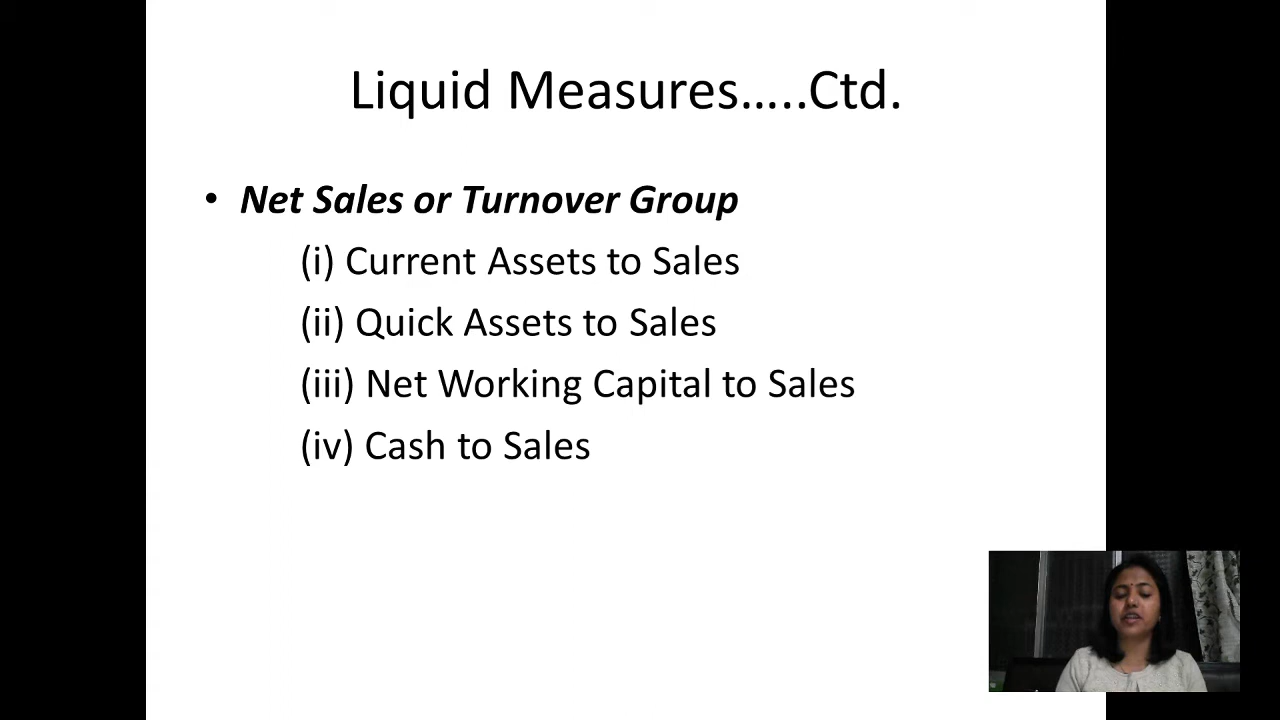 Liquid Measures…..Ctd.
• Net Sales or Turnover Group
(i) Current Assets to Sales
(ii) Quick Assets to Sales
(iii) Net Working Capital to Sales
(iv) Cash to Sales